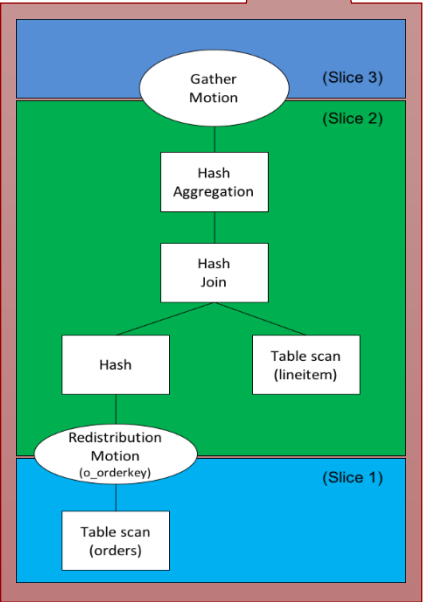 Gather
Motion
(Slice 3)
(Slice 2)
Hash
Aggregation
Hash
Join
Hash
Table scan
(lineitem)
Redistribution
Motion
(o_orderkey)
(Slice 1)
Table scan
(orders)